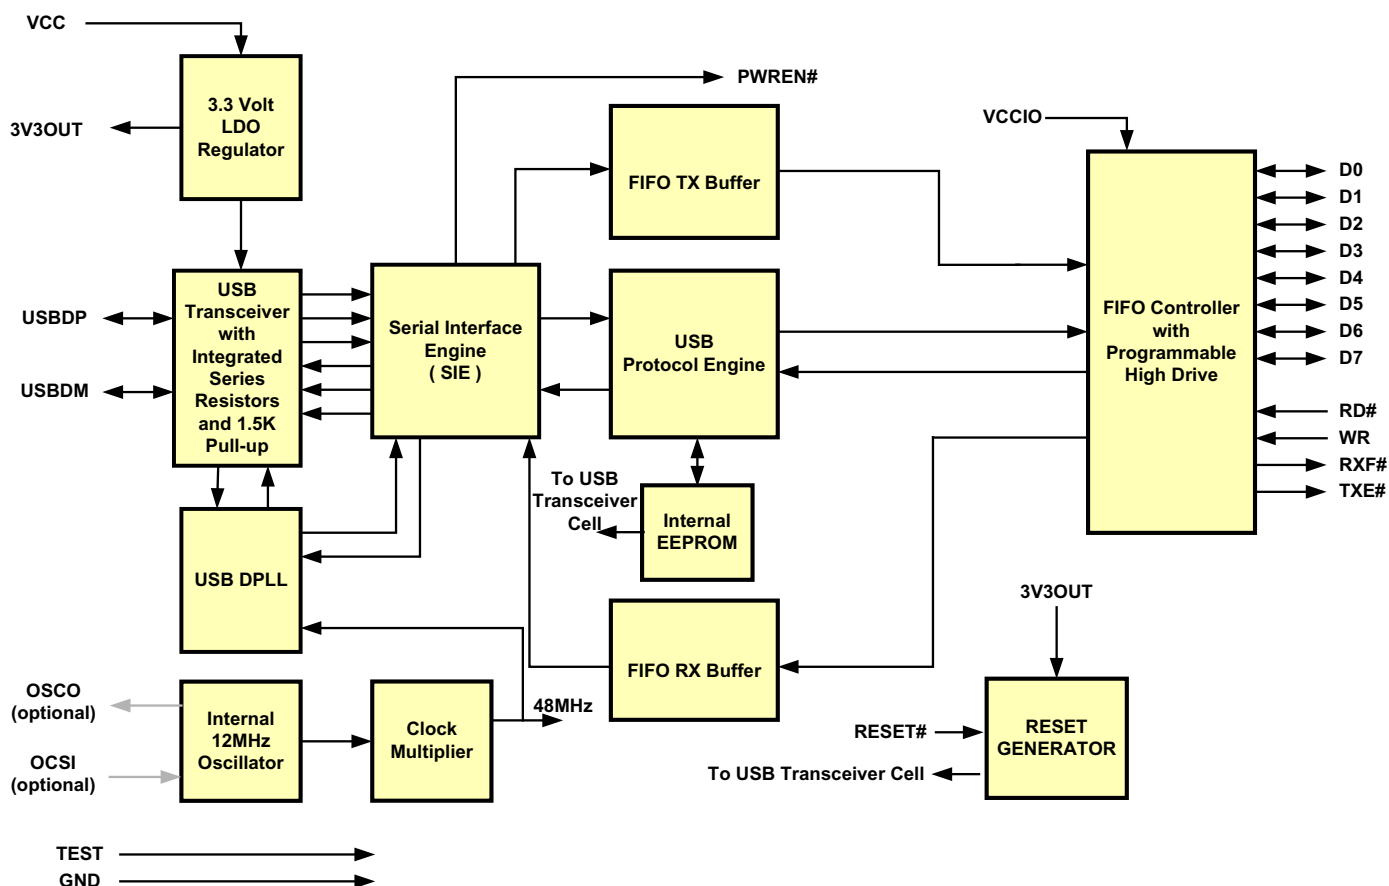 VCC
3.3 Volt
LDO
Regulator
3V3OUT
PWREN#
VCCIO
FIFO TX Buffer
D0
D1
D2
D3
D4
D5
D6
D7
RD#
WR
RXF#
TXE#
FIFO Controller
with
Programmable
High Drive
USBDP
USBDM
USB
Transceiver
with
Integrated
Series
Resistors
and 1.5K
Pull-up
Serial Interface
Engine
( SIE )
USB
Protocol Engine
To USB
Transceiver
Cell
Internal
EEPROM
USB DPLL
FIFO RX Buffer
3V3OUT
OSCO
(optional)
OCSI
(optional)
Internal
12MHz
Oscillator
Clock
Multiplier
48MHz
RESET#
RESET
GENERATOR
To USB Transceiver Cell
TEST
GND